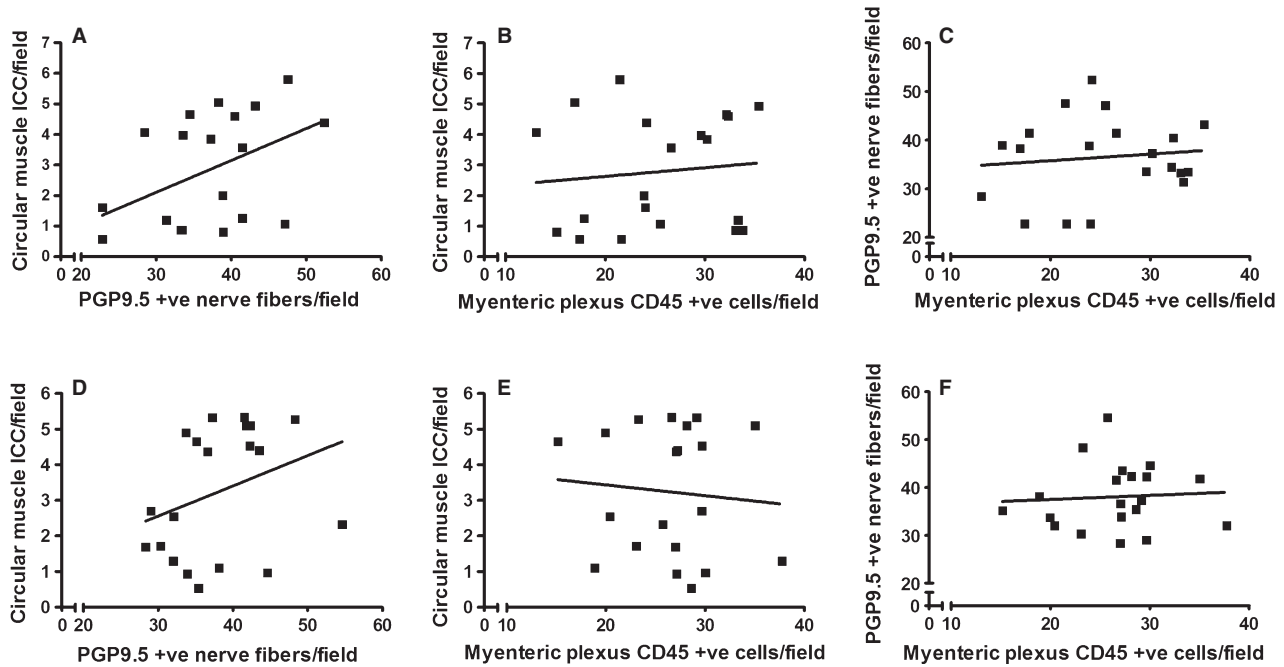 A
Circular muscle ICC/field
7
6
5
4
3
2
1
0
0 20 30 40 50 60
PGP9.5 +ve nerve fibers/field
B
Circular muscle ICC/field
7
6
5
4
3
2
1
0
0 10 20 30 40
Myenteric plexus CD45 +ve cells/field
C
PGP9.5 +ve nerve fibers/field
60
50
40
30
20
0
0 10 20 30 40
Myenteric plexus CD45 +ve cells/field
D
Circular muscle ICC/field
6
5
4
3
2
1
0
0 20 30 40 50 60
PGP9.5 +ve nerve fibers/field
E
Circular muscle ICC/field
6
5
4
3
2
1
0
0 10 20 30 40
Myenteric plexus CD45 +ve cells/field
F
PGP9.5 +ve nerve fibers/field
60
50
40
30
20
0
0 10 20 30 40
Myenteric plexus CD45 +ve cells/field